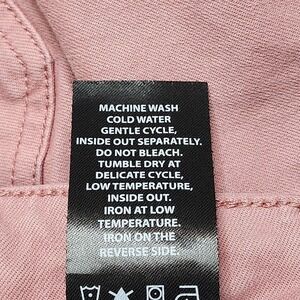 MACHINE WASH
COLD WATER
GENTLE CYCLE,
INSIDE OUT SEPARATELY.
DO NOT BLEACH.
TUMBLE DRY AT
DELICATE CYCLE,
LOW TEMPERATURE,
INSIDE OUT.
IRON AT LOW
TEMPERATURE.
IRON ON THE
REVERSE SIDE.